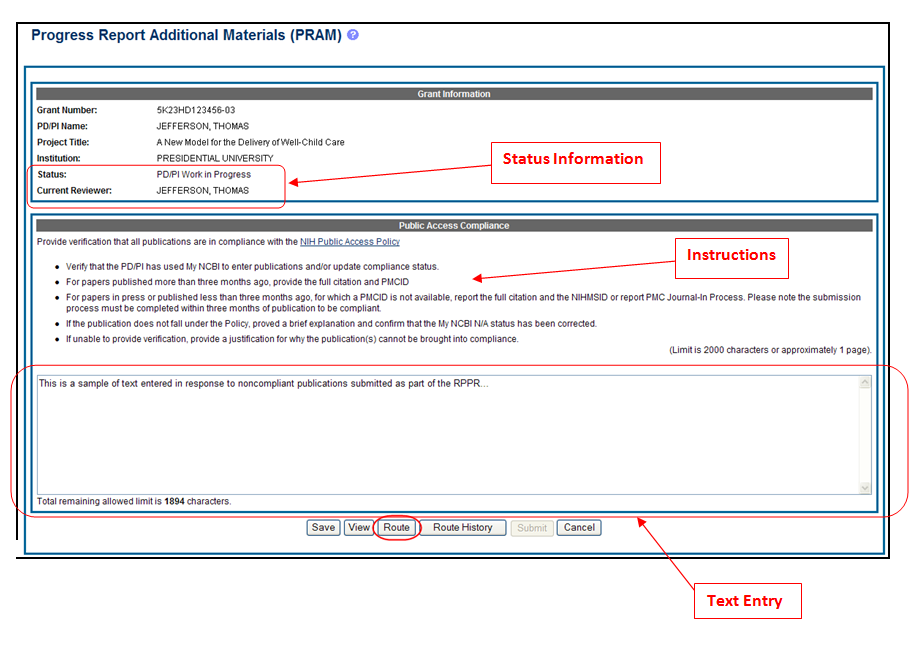 Progress Report Additional Materials (PRAM) ?
Grant Information
Grant Number: 5K23HD123456-03
PD/PI Name: JEFFERSON, THOMAS
Project Title: A New Model for the Delivery of Well-Child Care
Institution: PRESIDENTIAL UNIVERSITY
Status: PD/PI Work in Progress
Current Reviewer: JEFFERSON, THOMAS
Status Information
Public Access Compliance
Provide verification that all publications are in compliance with the NIH Public Access Policy
Instructions
• Verify that the PD/PI has used My NCBI to enter publications and/or update compliance status.
• For papers published more than three months ago, provide the full citation and PMCID
• For papers in press or published less than three months ago, for which a PMCID is not available, report the full citation and the NIHMSID or report PMC Journal-In Process. Please note the submission
process must be completed within three months of publication to be compliant.
• If the publication does not fall under the Policy, proved a brief explanation and confirm that the My NCBI N/A status has been corrected.
• If unable to provide verification, provide a justification for why the publication(s) cannot be brought into compliance.
(Limit is 2000 characters or approximately 1 page).
This is a sample of text entered in response to noncompliant publications submitted as part of the RPPR...
Total remaining allowed limit is 1894 characters.
Save View Route Route History Submit Cancel
Text Entry